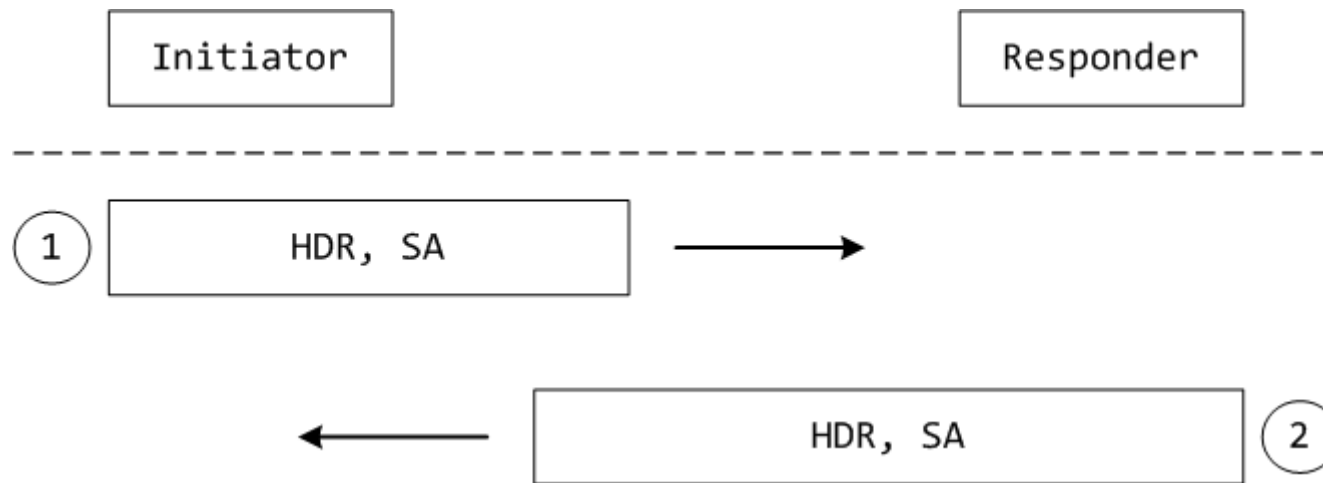 Initiator
Responder
1
HDR, SA
HDR, SA
2